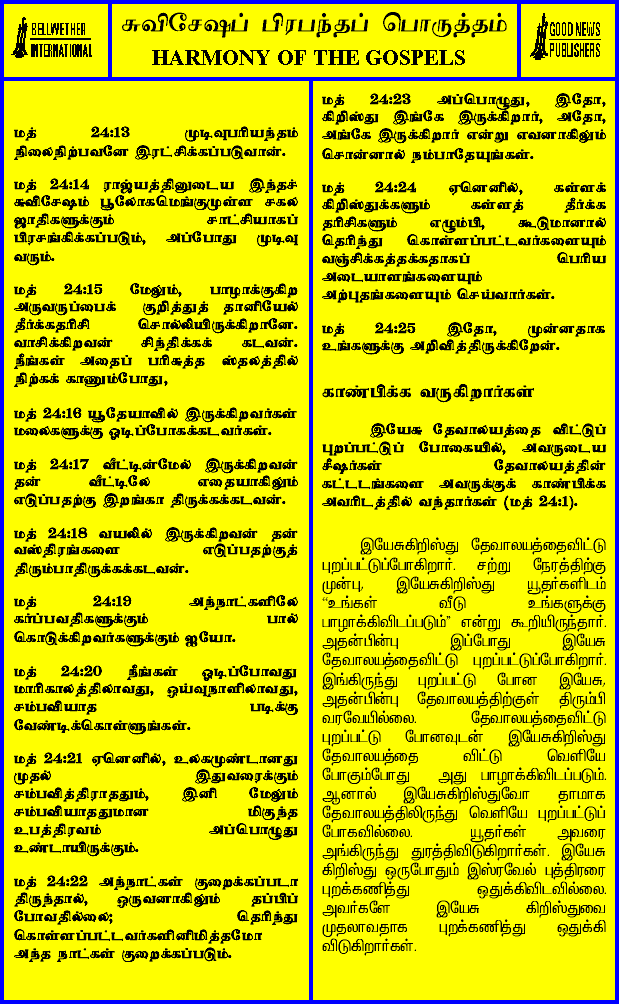 BELLWETHER
INTERNATIONAL
சுவிசேஷப் பிரபந்தப் பொருத்தம்
HARMONY OF THE GOSPELS
GOOD NEWS
PUBLISHERS
மத் 24:13 முடிவுபரியந்தம்
நிலைநிற்பவனே இரட்சிக்கப்படுவான்.
மத் 24:14 ராஜ்யத்தினுடைய இந்தச்
சுவிசேஷம் பூலோகமெங்குமுள்ள சகல
ஜாதிகளுக்கும் சாட்சியாகப்
பிரசங்கிக்கப்படும், அப்போது முடிவு
வரும்.
மத் 24:15 மேலும், பாழாக்குகிற
அருவருப்பைக் குறித்துத் தானியேல்
தீர்க்கதரிசி சொல்லியிருக்கிறானே.
வாசிக்கிறவன் சிந்திக்கக் கடவன்.
நீங்கள் அதைப் பரிசுத்த ஸ்தலத்தில்
நிற்கக் காணும்போது,
மத் 24:16 யூதேயாவில் இருக்கிறவர்கள்
மலைகளுக்கு ஓடிப்போகக்கடவர்கள்.
மத் 24:17 வீட்டின்மேல் இருக்கிறவன்
தன் வீட்டிலே எதையாகிலும்
எடுப்பதற்கு இறங்கா திருக்கக்கடவன்.
மத் 24:18 வயலில் இருக்கிறவன் தன்
வஸ்திரங்களை எடுப்பதற்குத்
திரும்பாதிருக்கக்கடவன்.
மத் 24:19 அந்நாட்களிலே
கர்ப்பவதிகளுக்கும் பால்
கொடுக்கிறவர்களுக்கும் ஐயோ.
மத் 24:20 நீங்கள் ஓடிப்போவது
மாரிகாலத்திலாவது, ஓய்வுநாளிலாவது,
சம்பவியாத படிக்கு
வேண்டிக்கொள்ளுங்கள்.
மத் 24:21 ஏனெனில், உலகமுண்டானது
முதல் இதுவரைக்கும்
சம்பவித்திராததும், இனி மேலும்
சம்பவியாததுமான மிகுந்த
உபத்திரவம் அப்பொழுது
உண்டாயிருக்கும்.
மத் 24:22 அந்நாட்கள் குறைக்கப்படா
திருந்தால், ஒருவனாகிலும் தப்பிப்
போவதில்லை; தெரிந்து
கொள்ளப்பட்டவர்களினிமித்தமோ
அந்த நாட்கள் குறைக்கப்படும்.
மத் 24:23 அப்பொழுது, இதோ,
கிறிஸ்து இங்கே இருக்கிறார், அதோ,
அங்கே இருக்கிறார் என்று எவனாகிலும்
சொன்னால் நம்பாதேயுங்கள்.
மத் 24:24 ஏனெனில், கள்ளக்
கிறிஸ்துக்களும் கள்ளத் தீர்க்க
தரிசிகளும் எழும்பி, கூடுமானால்
தெரிந்து கொள்ளப்பட்டவர்களையும்
வஞ்சிக்கத்தக்கதாகப் பெரிய
அடையாளங்களையும்
அற்புதங்களையும் செய்வார்கள்.
மத் 24:25 இதோ, முன்னதாக
உங்களுக்கு அறிவித்திருக்கிறேன்.
காண்பிக்க வருகிறார்கள்
இயேசு தேவாலயத்தை விட்டுப்
புறப்பட்டுப் போகையில், அவருடைய
சீஷர்கள் தேவாலயத்தின்
கட்டடங்களை அவருக்குக் காண்பிக்க
அவரிடத்தில் வந்தார்கள் (மத் 24:1).
இயேசுகிறிஸ்து தேவாலயத்தைவிட்டு
புறப்பட்டுப்போகிறார். சற்று நேரத்திற்கு
முன்பு, இயேசுகிறிஸ்து யூதர்களிடம்
“உங்கள் வீடு உங்களுக்கு
பாழாக்கிவிடப்படும்” என்று கூறியிருந்தார்.
அதன்பின்பு இப்போது இயேசு
தேவாலயத்தைவிட்டு புறப்பட்டுப்போகிறார்.
இங்கிருந்து புறப்பட்டு போன இயேசு,
அதன்பின்பு தேவாலயத்திற்குள் திரும்பி
வரவேயில்லை. தேவாலயத்தைவிட்டு
புறப்பட்டு போனவுடன் இயேசுகிறிஸ்து
தேவாலயத்தை விட்டு வெளியே
போகும்போது அது பாழாக்கிவிடப்படும்.
ஆனால் இயேசுகிறிஸ்துவோ தாமாக
தேவாலயத்திலிருந்து வெளியே புறப்பட்டுப்
போகவில்லை. யூதர்கள் அவரை
அங்கிருந்து துரத்திவிடுகிறார்கள். இயேசு
கிறிஸ்து ஒருபோதும் இஸ்ரவேல் புத்திரரை
புறக்கணித்து ஒதுக்கிவிடவில்லை.
அவர்களே இயேசு கிறிஸ்துவை
முதலாவதாக புறக்கணித்து ஒதுக்கி
விடுகிறார்கள்.